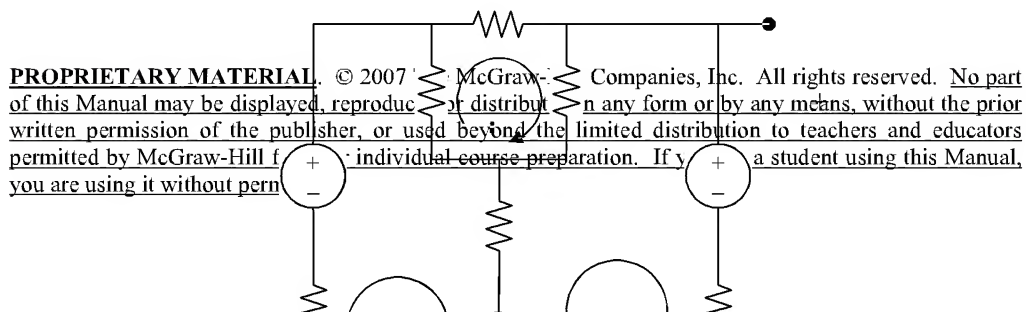 PROPRIETARY MATERIAL. © 2007 McGraw- Companies, Inc. All rights reserved. No part
of this Manual may be displayed, reproduc or distribut n any form or by any means, without the prior
written permission of the publisher, or used beyond the limited distribution to teachers and educators
permitted by McGraw-Hill f individual course preparation. If y a student using this Manual,
you are using it without perm
+ +
− −